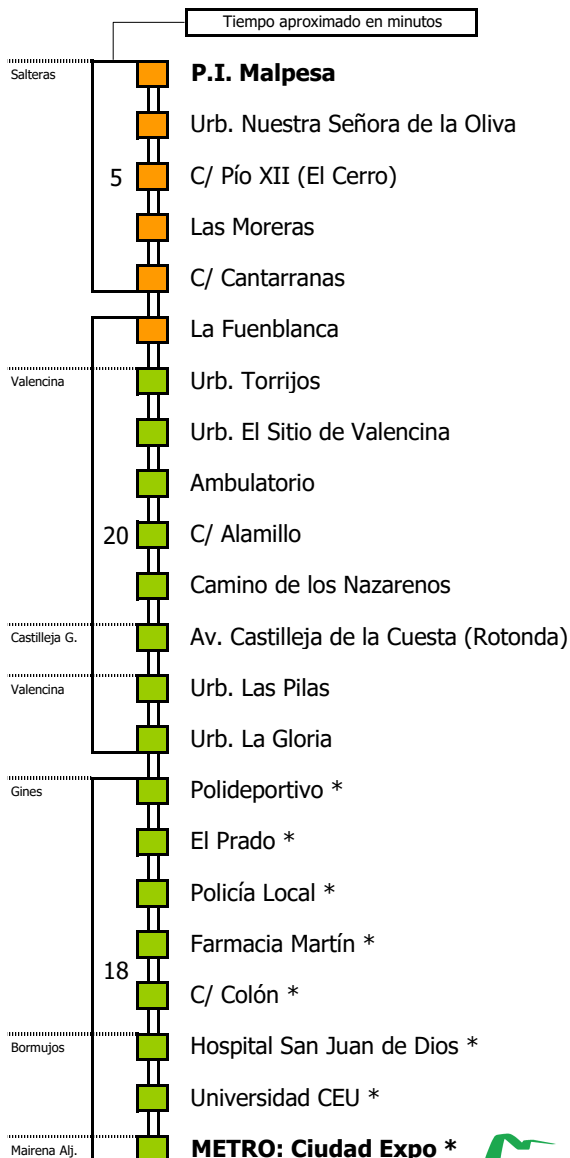 Tiempo aproximado en minutos
Salteras
P.I. Malpesa
Urb. Nuestra Señora de la Oliva
5
C/ Pío XII (El Cerro)
Las Moreras
C/ Cantarranas
La Fuenblanca
Valencina
Urb. Torrijos
Urb. El Sitio de Valencina
Ambulatorio
20
C/ Alamillo
Camino de los Nazarenos
Castilleja G.
Av. Castilleja de la Cuesta (Rotonda)
Valencina
Urb. Las Pilas
Urb. La Gloria
Gines
Polideportivo *
El Prado *
Policía Local *
Farmacia Martín *
18
C/ Colón *
Bormujos
Hospital San Juan de Dios *
Universidad CEU *
Mairena Alj.
METRO: Ciudad Expo *